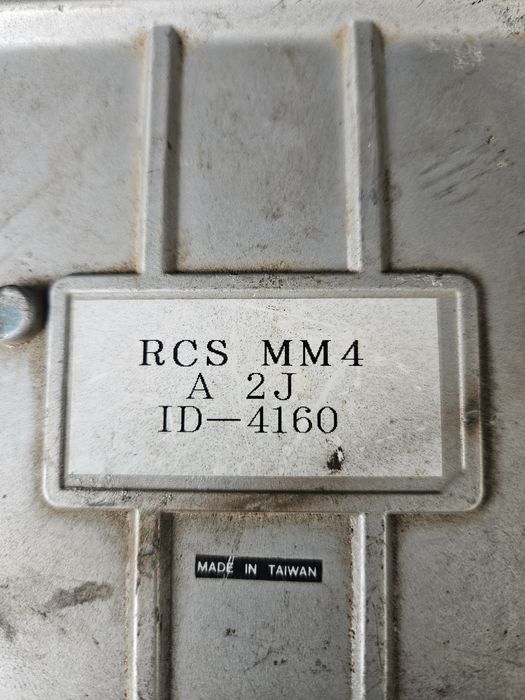 RCS MM4
A 2J
ID-4160
MADE IN TAIWAN